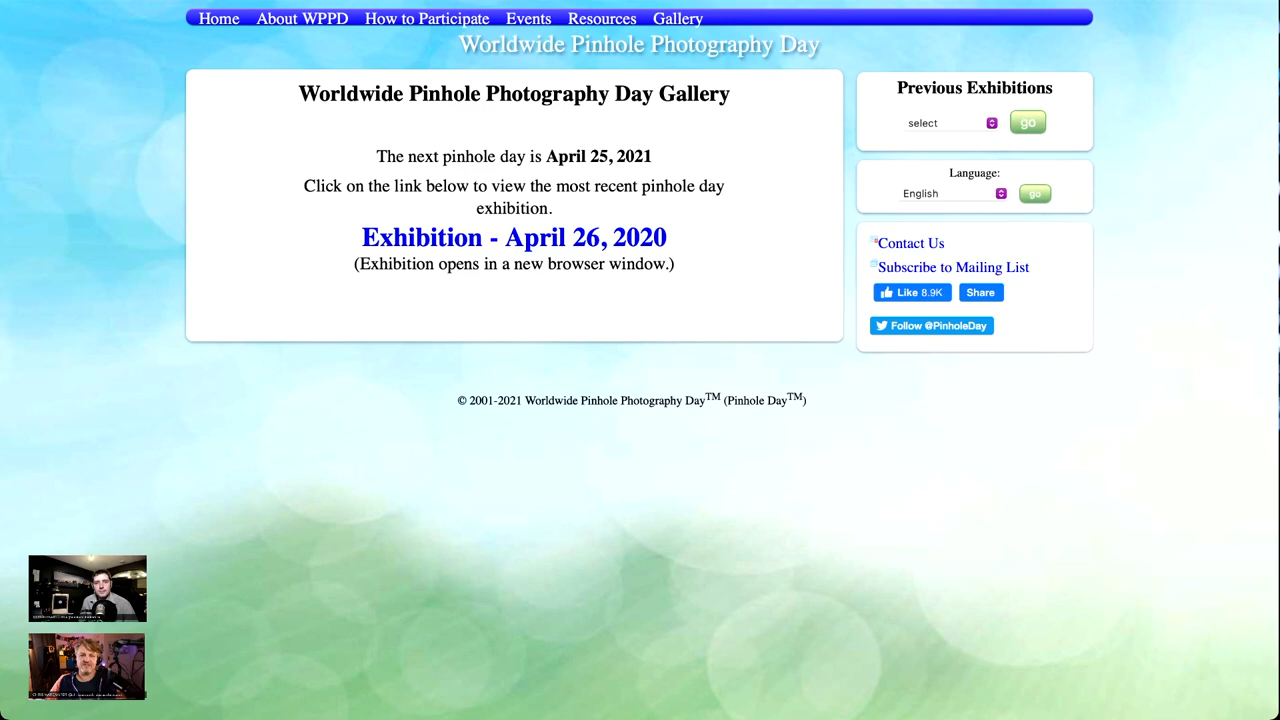 Home About WPPD How to Participate Events Resources Gallery
Worldwide Pinhole Photography Day
Worldwide Pinhole Photography Day Gallery
The next pinhole day is April 25, 2021
Click on the link below to view the most recent pinhole day
exhibition.
Exhibition - April 26, 2020
(Exhibition opens in a new browser window.)
Previous Exhibitions
select go
Language:
English go
Contact Us
Subscribe to Mailing List
Like 8.9K Share
Follow @PinholeDay
© 2001-2021 Worldwide Pinhole Photography Day™ (Pinhole Day™)